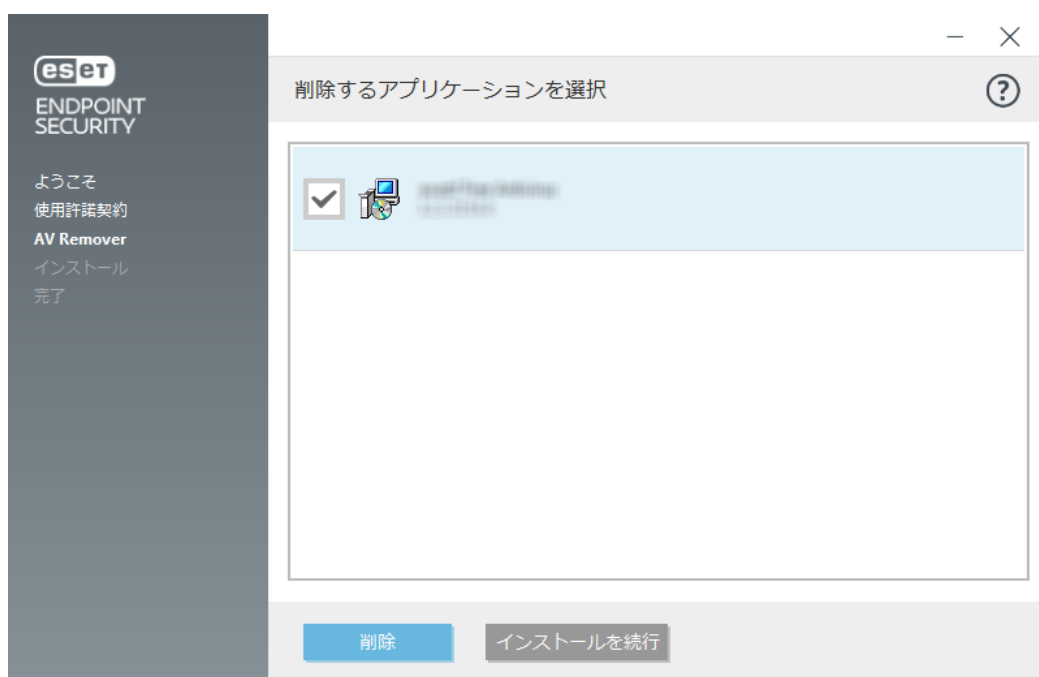 eset
ENDPOINT
SECURITY
ようこそ
使用許諾契約
AV Remover
インストール
完了
削除するアプリケーションを選択
?
削除
インストールを続行